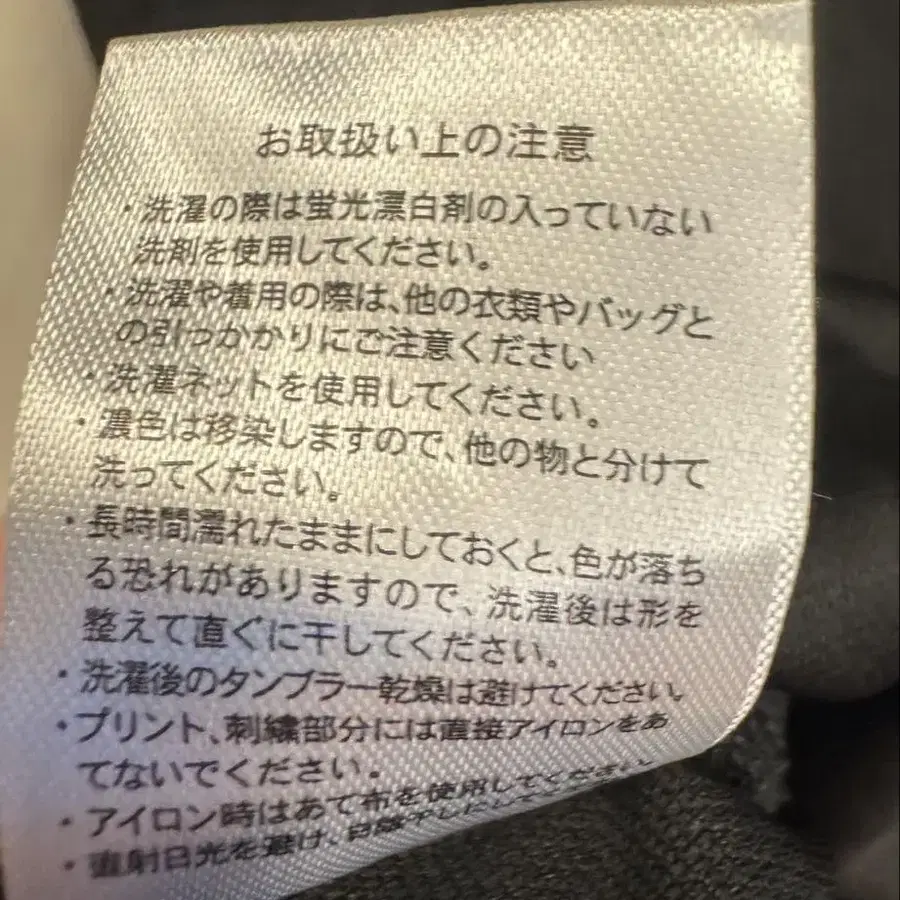 お取扱い上の注意
・洗濯の際は蛍光漂白剤の入っていない
洗剤を使用してください。
・洗濯や着用の際は、他の衣類やバッグと
の引っかかりにご注意ください
・洗濯ネットを使用してください。
・濃色は移染しますので、他の物と分けて
洗ってください。
・長時間濡れたままにしておくと、色が落ち
る恐れがありますので、洗濯後は形を
整えて直ぐに干してください。
・洗濯後のタンブラー乾燥は避けてください。
・プリント、刺繍部分には直接アイロンをあ
てないでください。
・アイロン時はあて布を使用してください。
・直射日光を避け、日陰干しにしてく